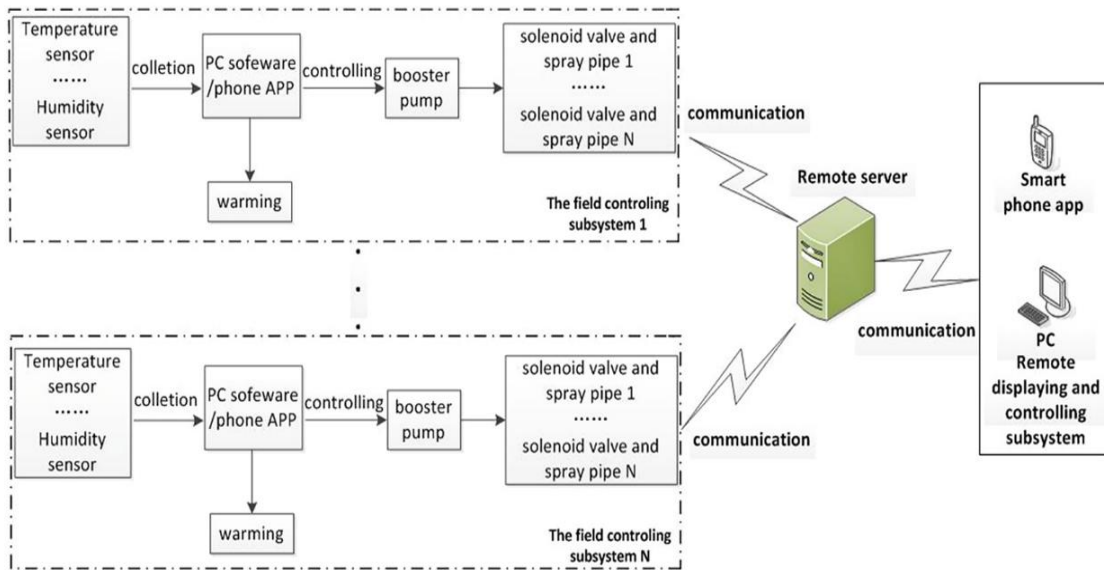 Temperature
sensor
……
Humidity
sensor
colletion
PC sofeware
/phone APP
controlling
booster
pump
solenoid valve and
spray pipe 1
……
solenoid valve and
spray pipe N
warming
The field controling
subsystem 1
communication
Remote server
Smart
phone app
communication
PC
Remote
displaying and
controlling
subsystem
Temperature
sensor
……
Humidity
sensor
colletion
PC sofeware
/phone APP
controlling
booster
pump
solenoid valve and
spray pipe 1
……
solenoid valve and
spray pipe N
communication
warming
The field controling
subsystem N